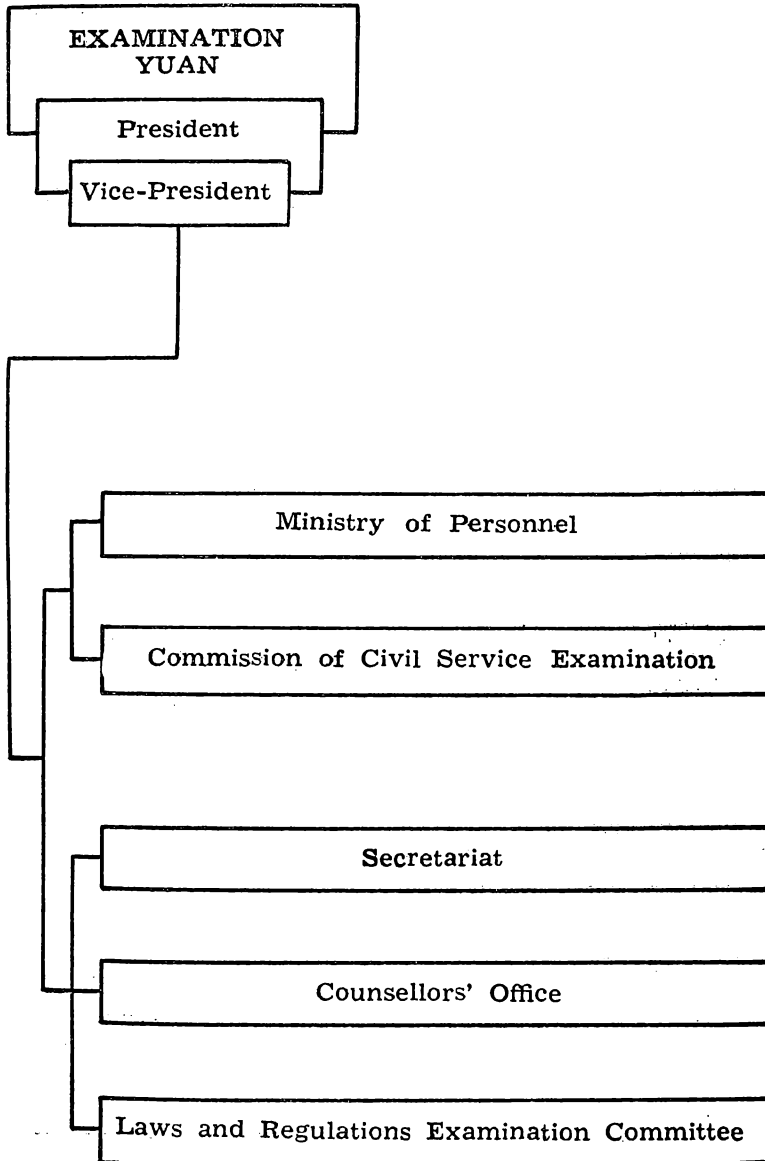 EXAMINATION
YUAN
President
Vice-President
Ministry of Personnel
Commission of Civil Service Examination
Secretariat
Counsellors' Office
Laws and Regulations Examination Committee